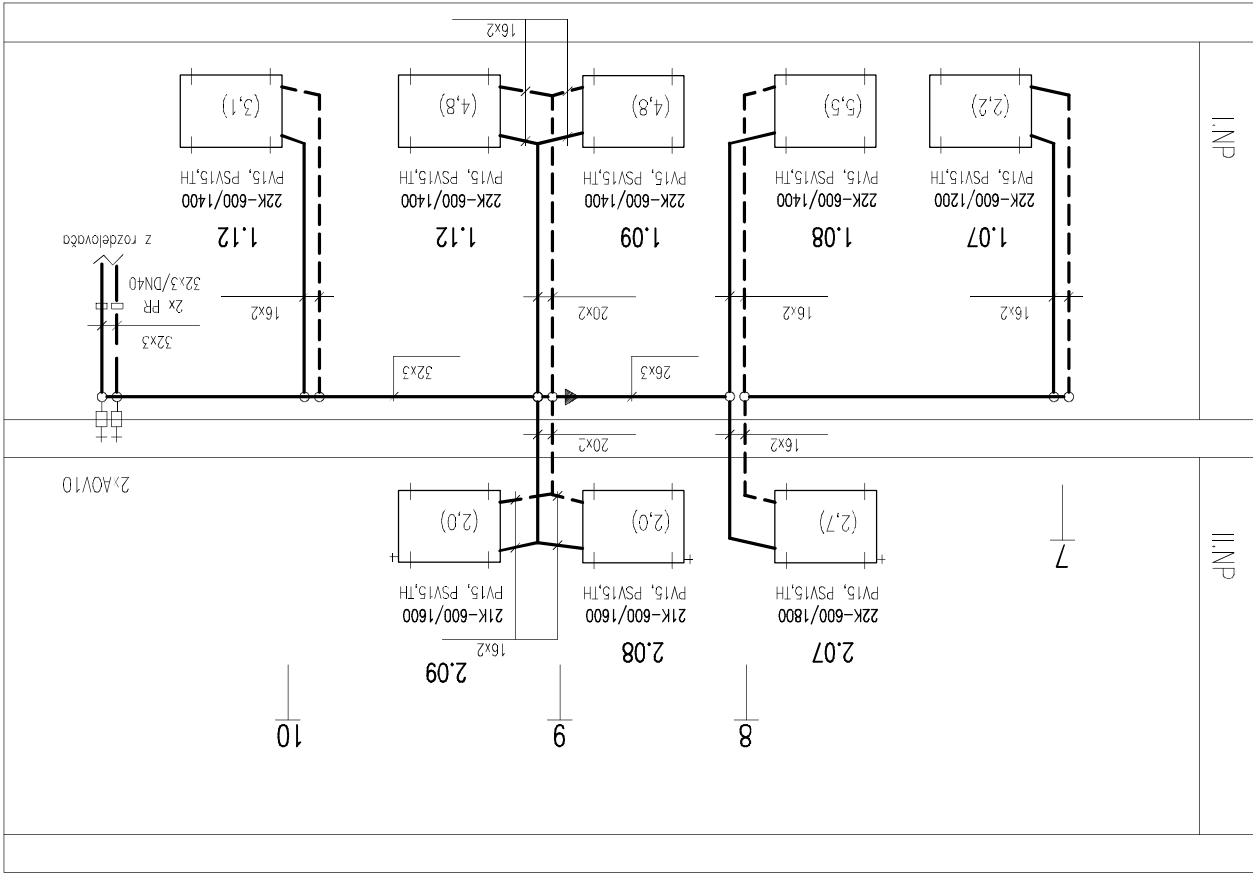 8
9
10
2.07
22K-600/1800
PV15, PSV15,TH
(2,7)
2.08
21K-600/1600
PV15, PSV15,TH
(2,0)
2.09
21K-600/1600
PV15, PSV15,TH
(2,0)
16x2
7
II.NP
2xAOV10
16x2
20x2
26x3
32x3
32x3
2x PR
32x3/DN40
z rozdelovača
16x2
16x2
20x2
16x2
1.07
22K-600/1200
PV15, PSV15,TH
(2,2)
1.08
22K-600/1400
PV15, PSV15,TH
(5,5)
1.09
22K-600/1400
PV15, PSV15,TH
(4,8)
1.12
22K-600/1400
PV15, PSV15,TH
(4,8)
1.12
22K-600/1400
PV15, PSV15,TH
(3,1)
I.NP
16x2